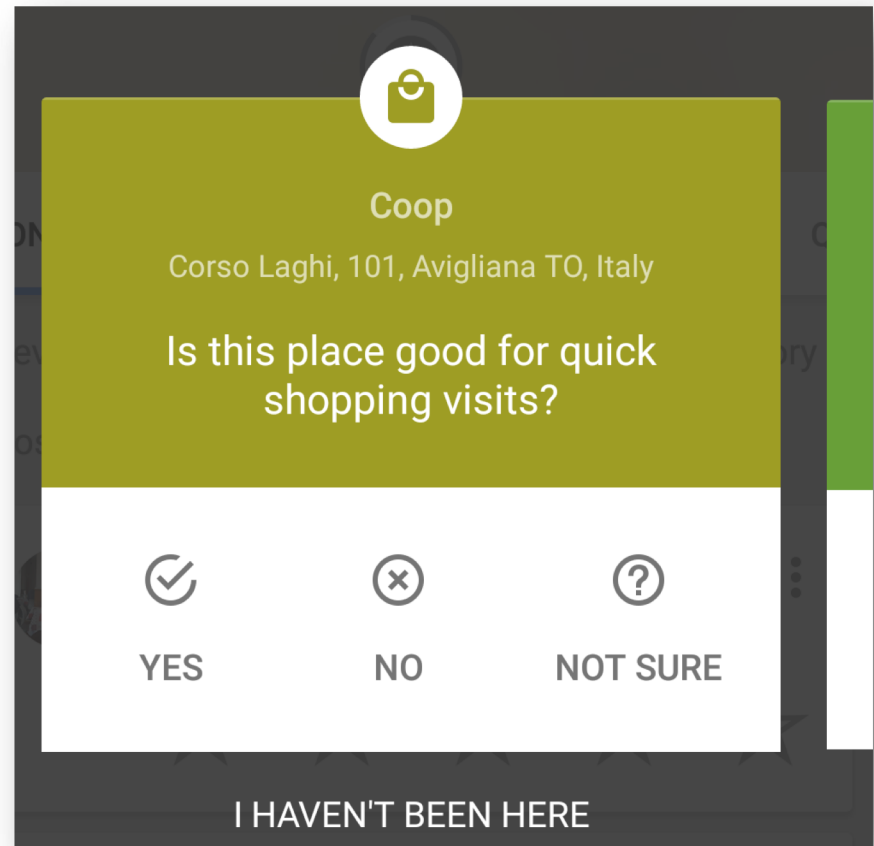 Coop
Corso Laghi, 101, Avigliana TO, Italy
Is this place good for quick
shopping visits?
YES
NO
NOT SURE
I HAVEN'T BEEN HERE